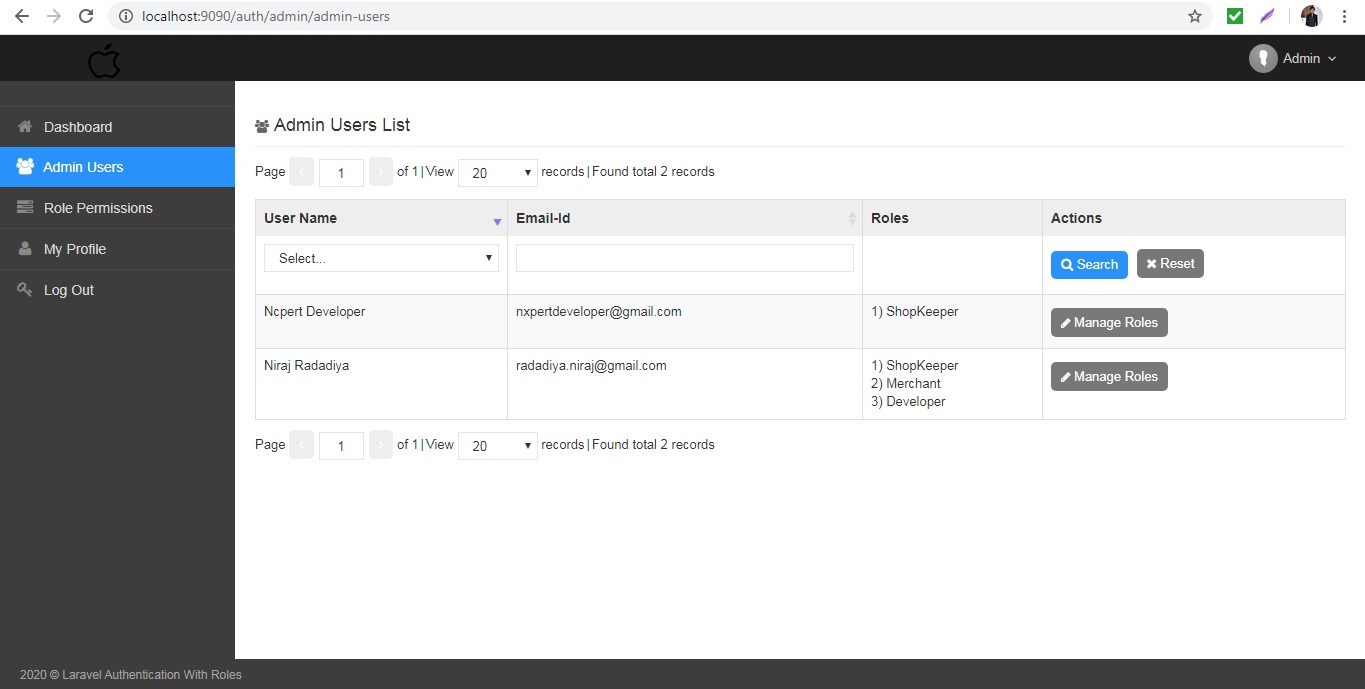 localhost:9090/auth/admin/admin-users
Admin
Dashboard
Admin Users
Role Permissions
My Profile
Log Out
Admin Users List
Page 1 of 1 | View 20 records | Found total 2 records
User Name Email-Id Roles Actions
Select... Search Reset
Ncpert Developer nxpertdeveloper@gmail.com 1) ShopKeeper Manage Roles
Niraj Radadiya radadiya.niraj@gmail.com 1) ShopKeeper Manage Roles
2) Merchant
3) Developer
Page 1 of 1 | View 20 records | Found total 2 records
2020 © Laravel Authentication With Roles